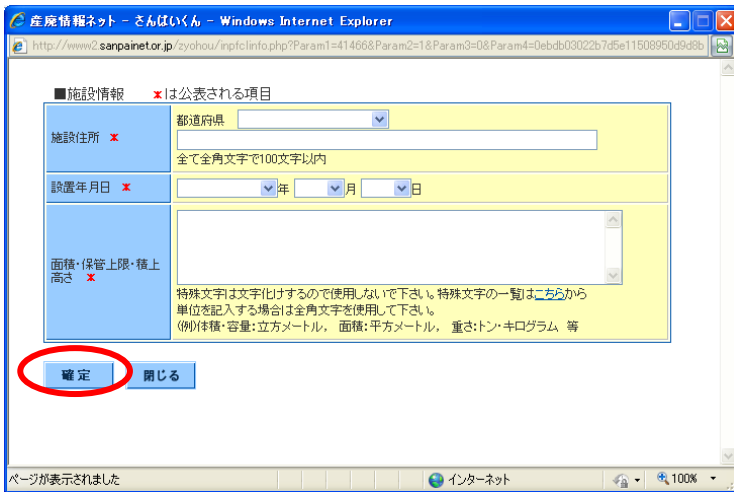 産廃情報ネット - さんぱいくん - Windows Internet Explorer
http://www2.sanpainet.or.jp/zyohou/inpfclinfo.php?Param1=41466&Param2=1&Param3=0&Param4=0ebdb03022b7d5e11508950d9d8b
■施設情報 ※は公表される項目
施設住所 ※
都道府県
全て全角文字で100文字以内
設置年月日 ※
年 月 日
面積・保管上限・積上
高さ ※
特殊文字は文字化けするので使用しないで下さい。特殊文字の一覧はこちらから
単位を記入する場合は全角文字を使用して下さい。
(例)体積・容量:立方メートル, 面積:平方メートル, 重さ:トン・キログラム 等
確定 閉じる
ページが表示されました インターネット 100%